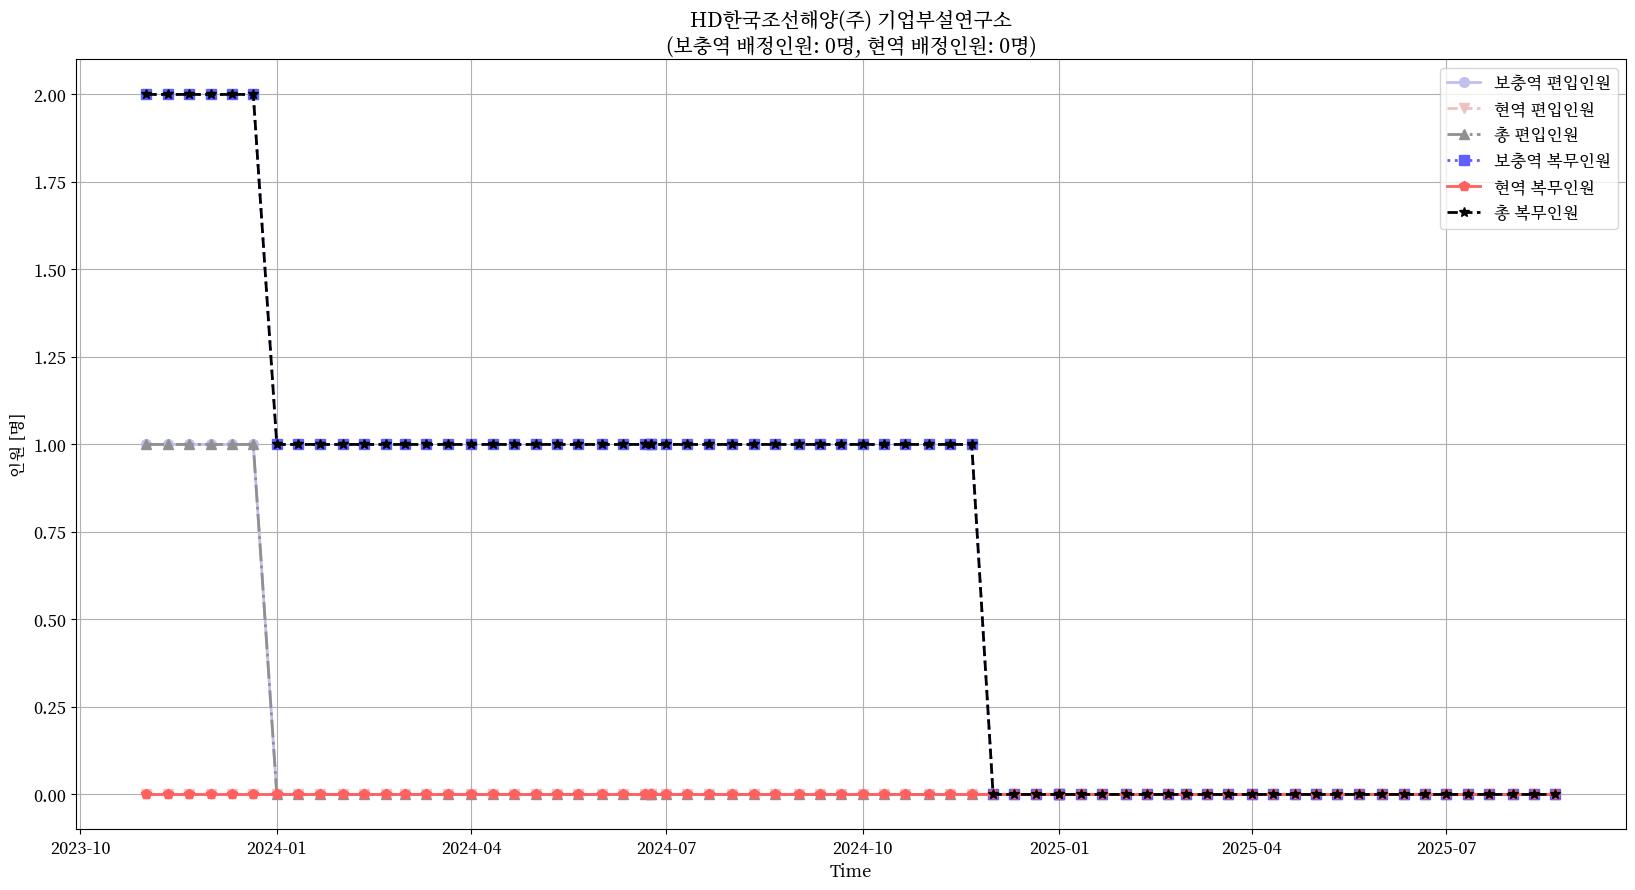 HD한국조선해양(주) 기업부설연구소
(보충역 배정인원: 0명, 현역 배정인원: 0명)
보충역 편입인원
현역 편입인원
총 편입인원
보충역 복무인원
현역 복무인원
총 복무인원
인원 [명]
2.00
1.75
1.50
1.25
1.00
0.75
0.50
0.25
0.00
2023-10
2024-01
2024-04
2024-07
2024-10
2025-01
2025-04
2025-07
Time